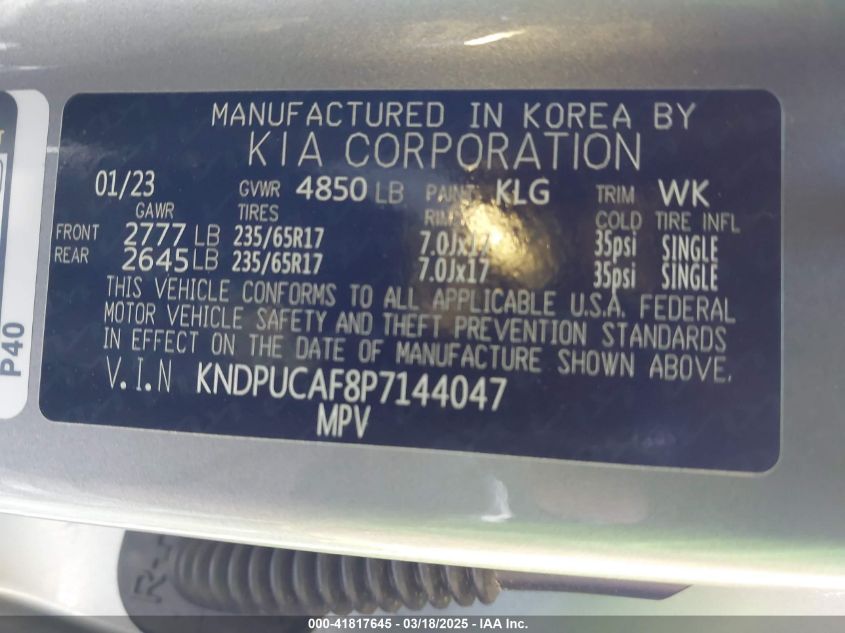 MANUFACTURED IN KOREA BY
KIA CORPORATION
01/23 GVWR 4850 LB PAINT KLG TRIM WK
GAWR TIRES RIM COLD TIRE INFL
FRONT 2777 LB 235/65R17 7.0Jx17 35psi SINGLE
REAR 2645 LB 235/65R17 7.0Jx17 35psi SINGLE
THIS VEHICLE CONFORMS TO ALL APPLICABLE U.S.A. FEDERAL
MOTOR VEHICLE SAFETY AND THEFT PREVENTION STANDARDS
IN EFFECT ON THE DATE OF MANUFACTURE SHOWN ABOVE.
V.I.N KNDPUCAF8P7144047
MPV
P40
000-41817645 - 03/18/2025 - IAA Inc.